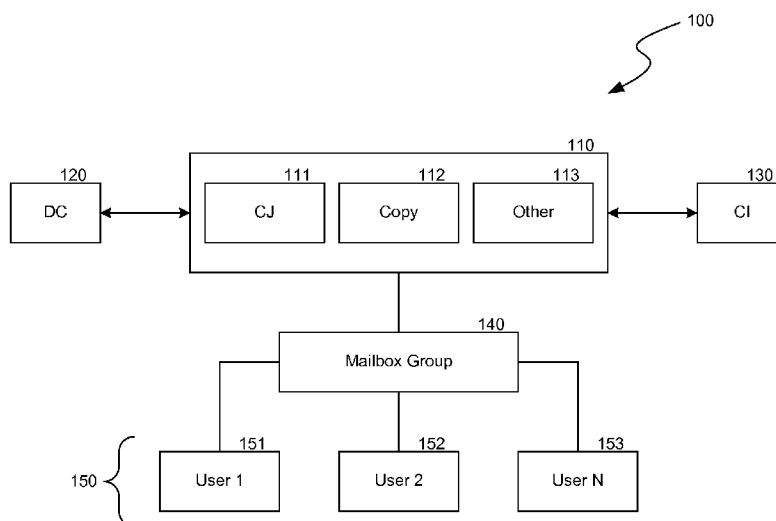 100
110
120
111
112
113
130
DC
CJ
Copy
Other
CI
140
Mailbox Group
151
152
153
150
User 1
User 2
User N